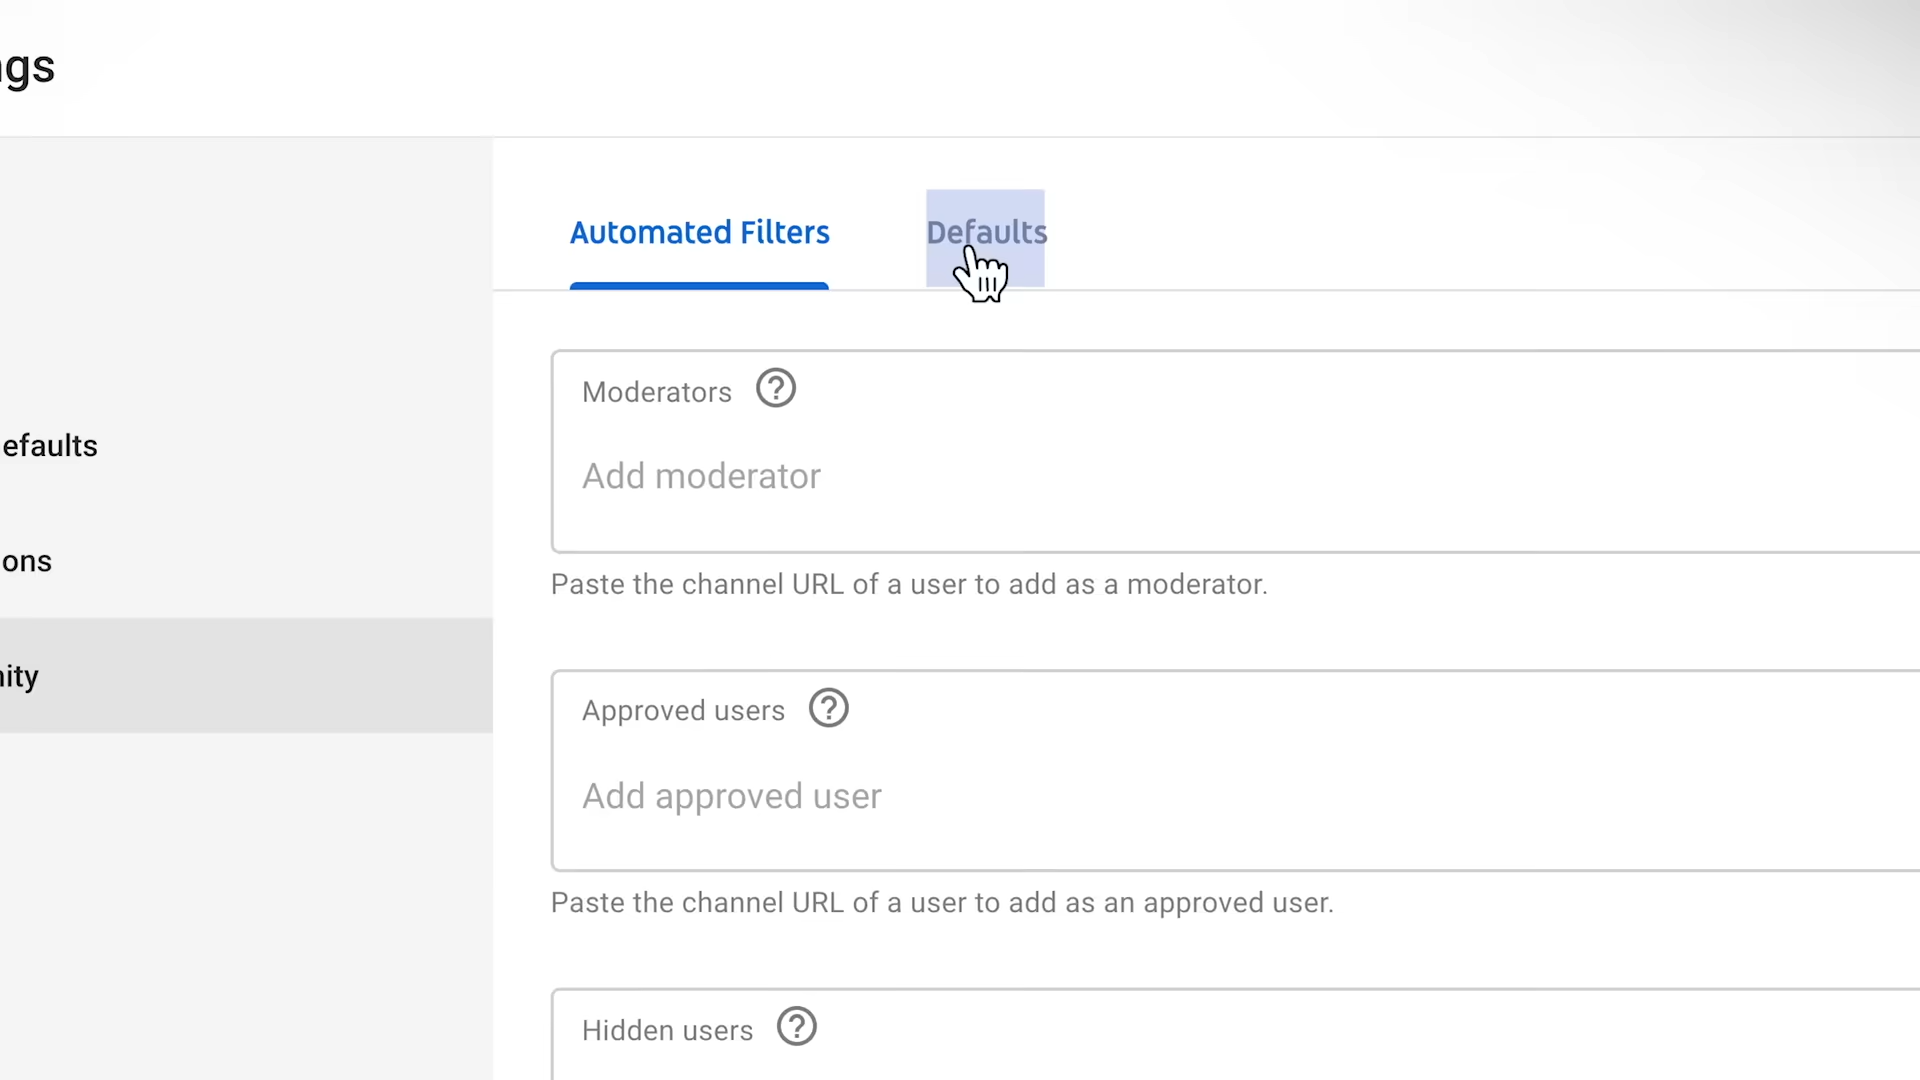 gs
Automated Filters
Defaults
Moderators
Add moderator
efaults
ons
Paste the channel URL of a user to add as a moderator.
ity
Approved users
Add approved user
Paste the channel URL of a user to add as an approved user.
Hidden users